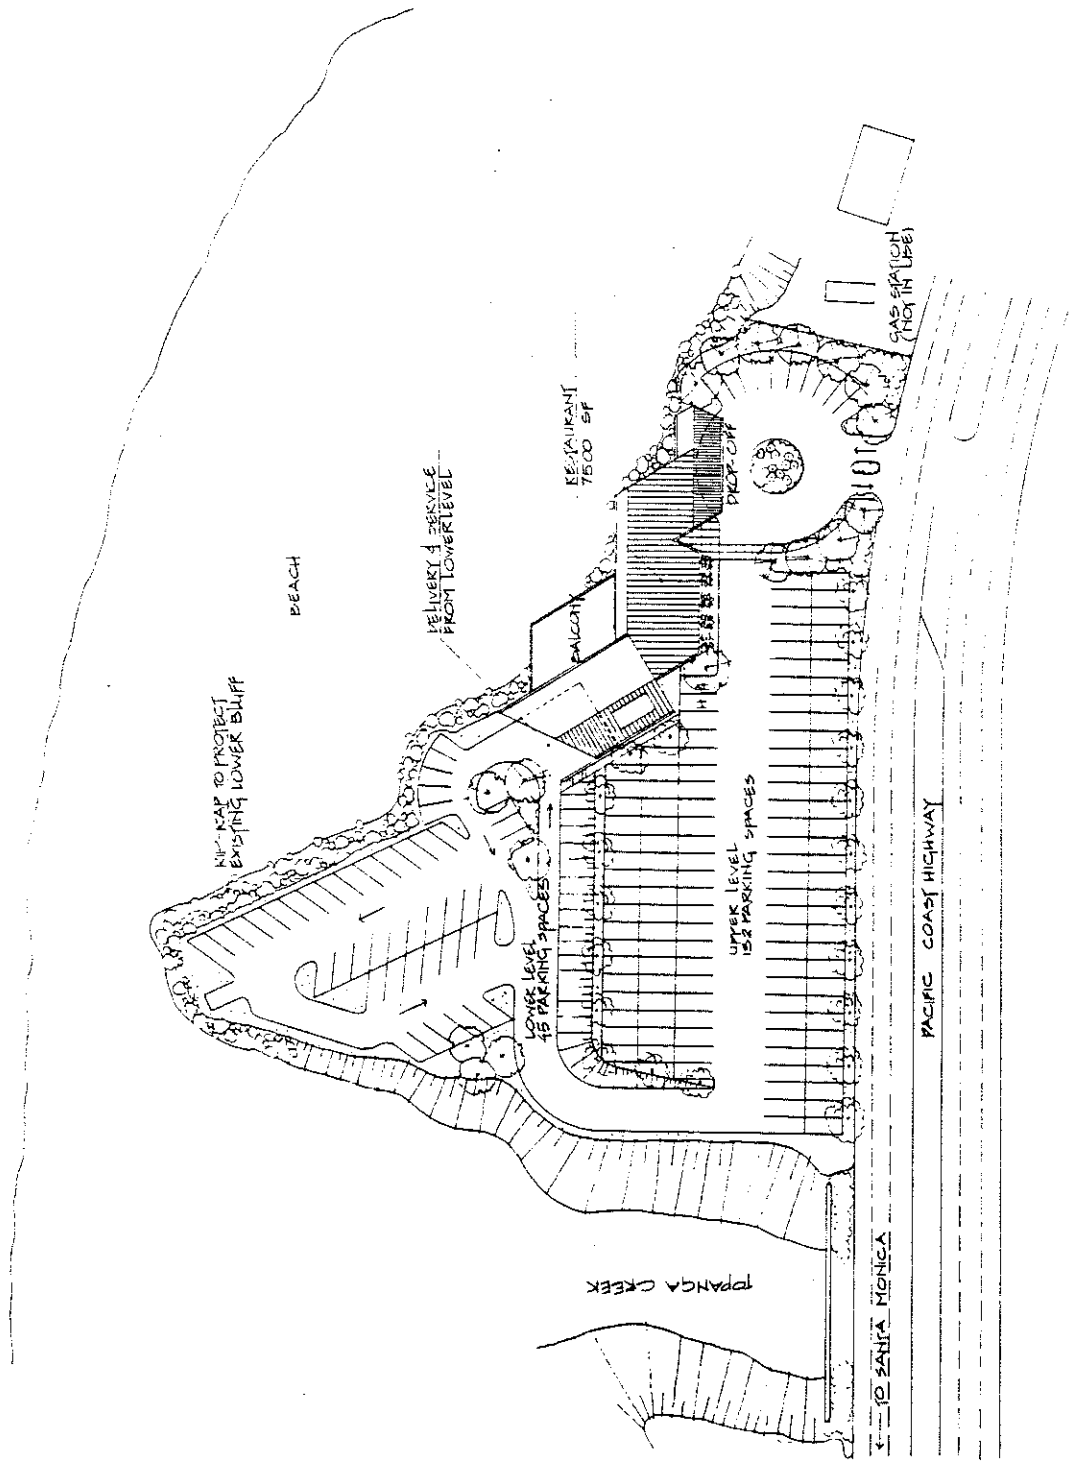 BEACH
RIP-RAP TO PROTECT
EXISTING LOWER BLUFF
DELIVERY & SERVICE
FROM LOWER LEVEL
RESTAURANT
7500 SF
BALCONY
DROP-OFF
GAS STATION
(NOT IN USE)
H
LOWER LEVEL
45 PARKING SPACES
UPPER LEVEL
152 PARKING SPACES
PACIFIC COAST HIGHWAY
TOPANGA CREEK
TO SANTA MONICA